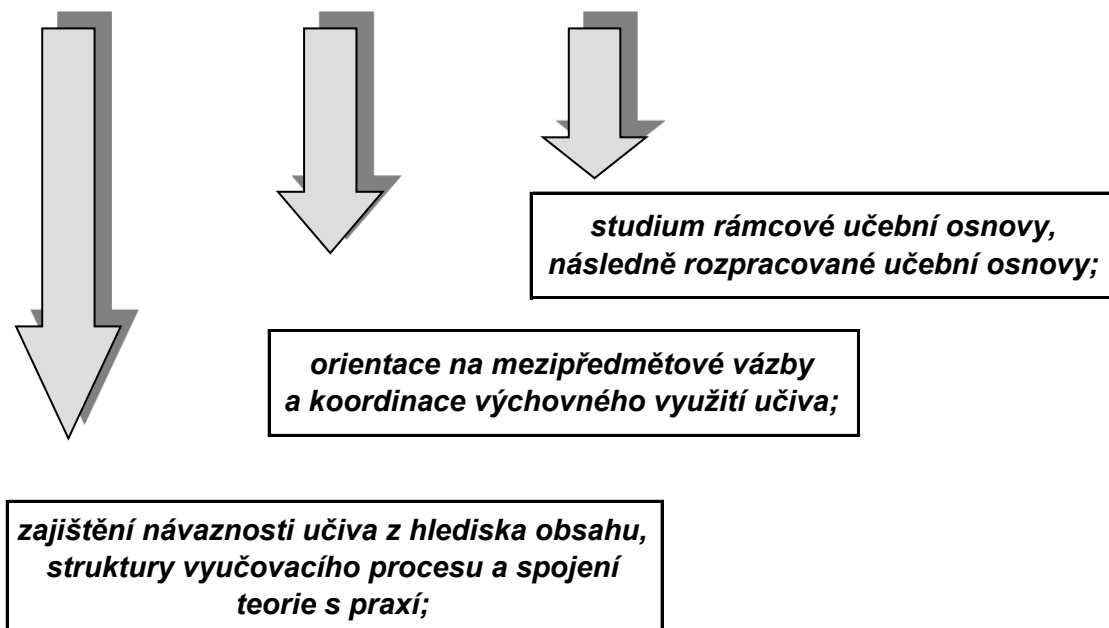 studium rámcové učební osnovy,
následně rozpracované učební osnovy;
orientace na mezipředmětové vázby
a koordinace výchovného využití učiva;
zajištění návaznosti učiva z hlediska obsahu,
struktury vyučovacího procesu a spojení
teorie s praxí;